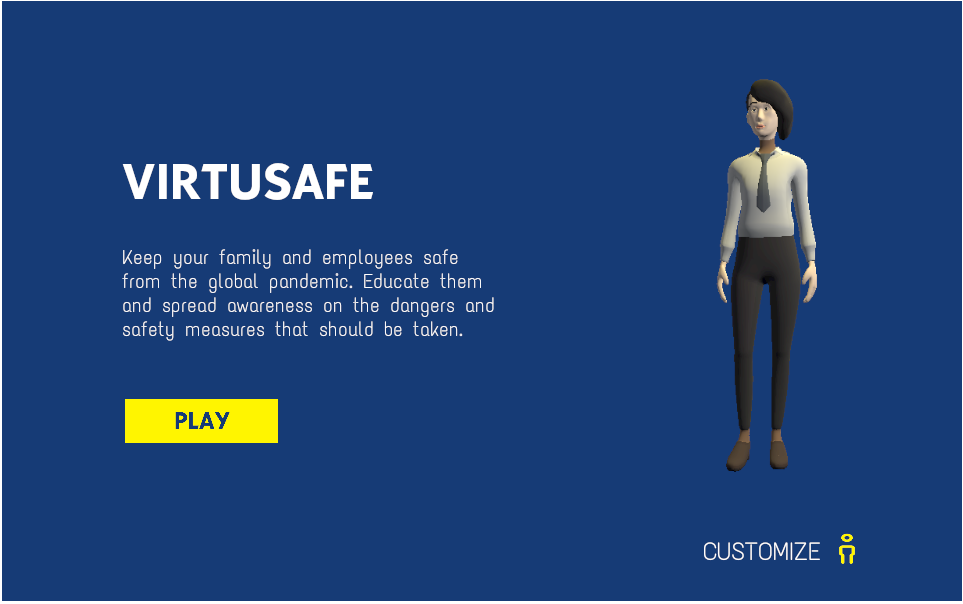 VIRTUSAFE
Keep your family and employees safe
from the global pandemic. Educate them
and spread awareness on the dangers and
safety measures that should be taken.
PLAY
CUSTOMIZE